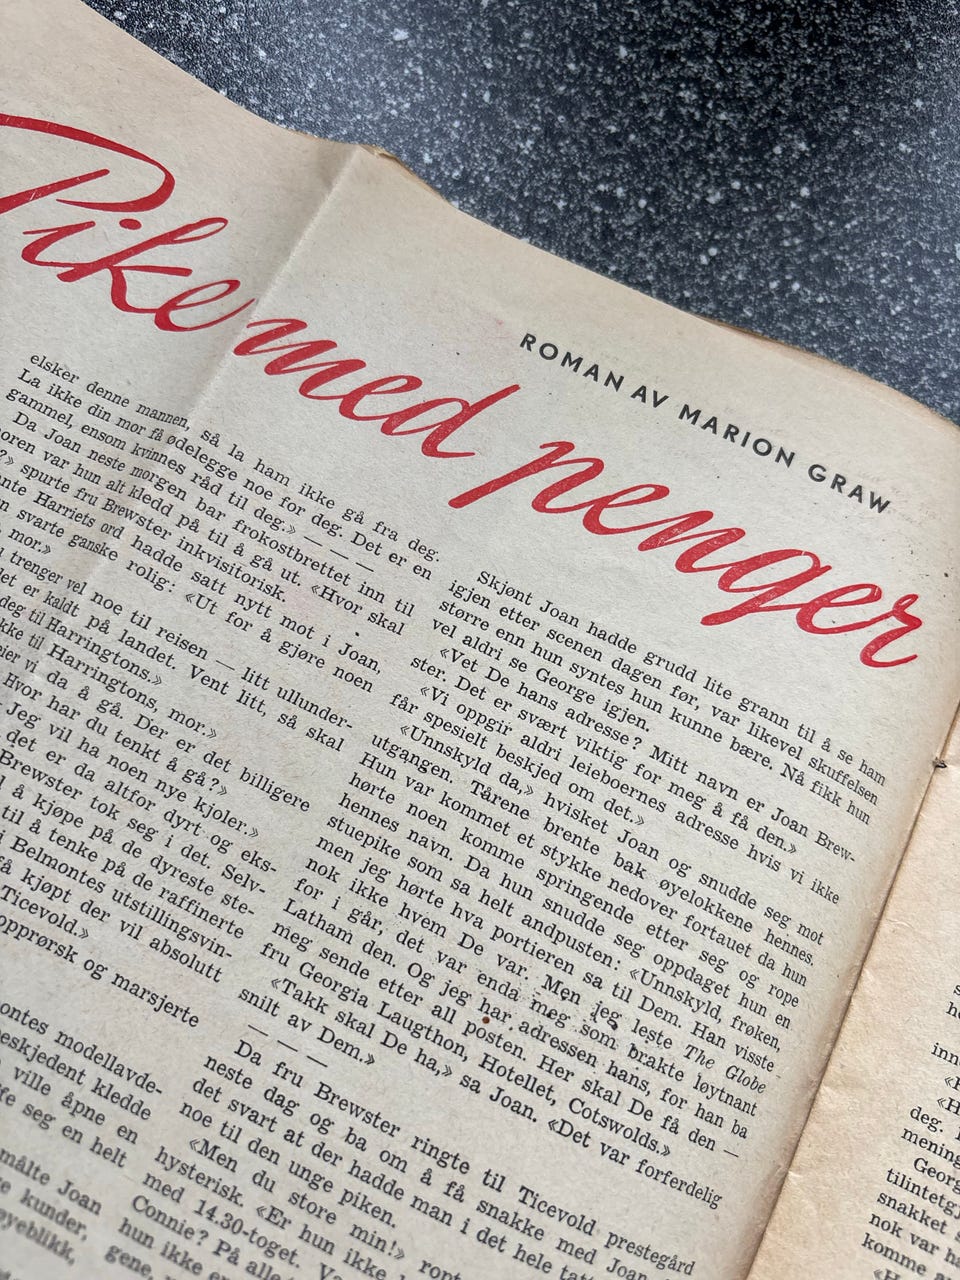 Pike med penger
ROMAN AV MARION GRAW
elsker denne mannen, så la ham ikke gå fra deg.
La ikke din mor få ødelegge noe for deg. Det er en
gammel, ensom kvinnes råd til deg.» — — —
Da Joan neste morgen bar frokostbrettet inn til
moren var hun alt kledd på til å gå ut. «Hvor skal
spurte fru Brewster inkvisitorisk.
Harriets ord hadde satt nytt mot i Joan,
svarte ganske rolig: «Ut for å gjøre noen
mor.»
trenger vel noe til reisen — litt ullunder-
det er kaldt på landet. Vent litt, så skal
deg til Harringtons.»
til Harringtons, mor.»
vi da å gå. Der er det billigere
Hvor har du tenkt å gå?»
Jeg vil ha noen nye kjoler.»
det er da altfor dyrt og eks-
Brewster tok seg i det. Selv-
å kjøpe på de dyreste ste-
til å tenke på de raffinerte
Belmontes utstillingsvin-
få kjøpt der vil absolutt
Ticevold.»
opprørsk og marsjerte
modellavde-
beskjedent kledde
ville åpne en
seg en helt
målte Joan
kunder,
øyeblikk,
Skjønt Joan hadde grudd lite grann til å se ham
igjen etter scenen dagen før, var likevel skuffelsen
større enn hun syntes hun kunne bære. Nå fikk hun
vel aldri se George igjen.
«Vet De hans adresse? Mitt navn er Joan Brew-
ster. Det er svært viktig for meg å få den.»
«Vi oppgir aldri leieboernes adresse hvis vi ikke
får spesielt beskjed om det.»
«Unnskyld da,» hvisket Joan og snudde seg mot
utgangen. Tårene brente bak øyelokkene hennes.
Hun var kommet et stykke nedover fortauet da hun
hørte noen komme springende etter seg og rope
hennes navn. Da hun snudde seg oppdaget hun en
stuepike som sa helt andpusten: «Unnskyld, frøken,
men jeg hørte hva portieren sa til Dem. Han visste
nok ikke hvem De var. Men jeg leste The Globe
for i går, det var enda meg som brakte løytnant
Latham den. Og jeg har adressen hans, for han ba
meg sende etter all posten. Her skal De få den —
fru Georgia Laugthon, Hotellet, Cotswolds.»
«Takk skal De ha,» sa Joan. «Det var forferdelig
snilt av Dem.»
— — —
Da fru Brewster ringte til Ticevold prestegård
neste dag og ba om å få snakke med Joan
det svart at der hadde man i det hele
noe til den unge piken.
«Men du store min!»
hysterisk. «Er hun ikke
med 14.30-toget.
Connie? På alle
hun ikke
gene,
deg.
mening
tilintetgj
snakket
nok var
komme